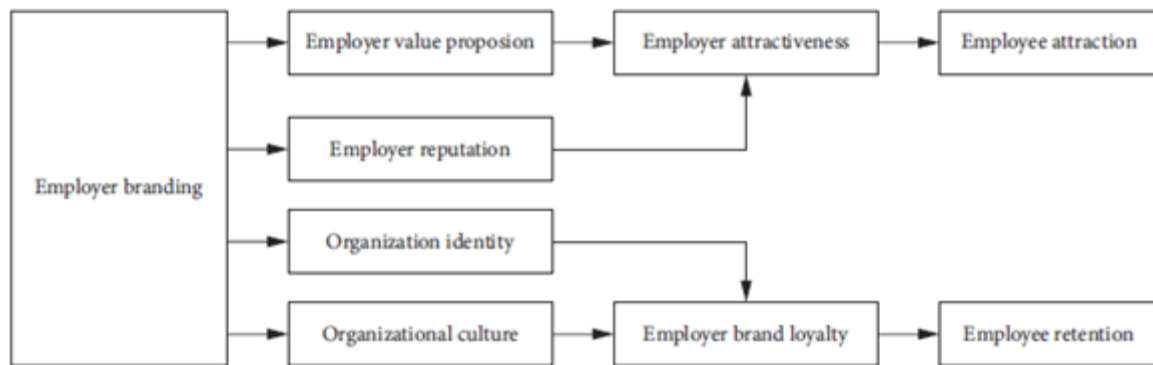 Employer branding
Employer value proposion
Employer attractiveness
Employee attraction
Employer reputation
Organization identity
Organizational culture
Employer brand loyalty
Employee retention